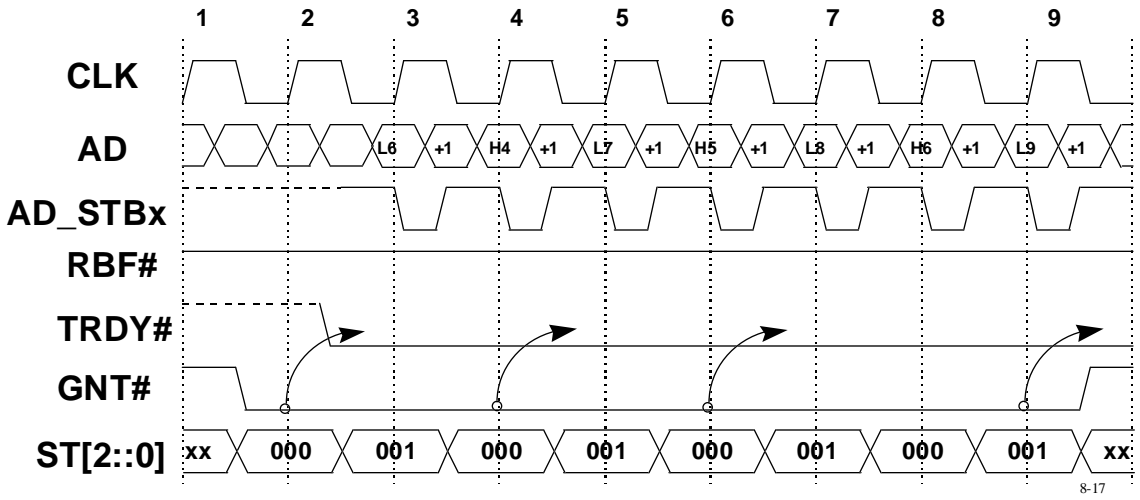 1 2 3 4 5 6 7 8 9
CLK
AD L6 +1 H4 +1 L7 +1 H5 +1 L8 +1 H6 +1 L9 +1
AD_STBx
RBF#
TRDY#
GNT#
ST[2::0] xx 000 001 000 001 000 001 000 001 xx
8-17